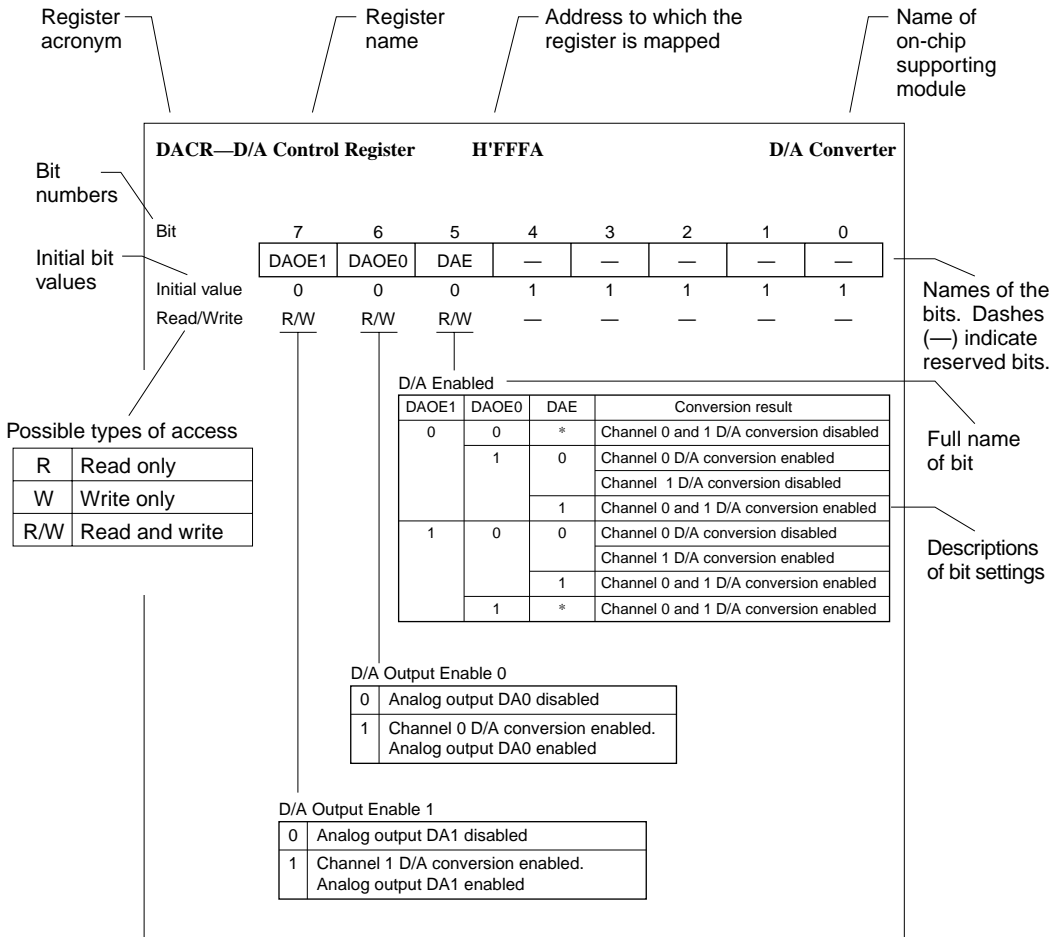 Register
acronym
Register
name
Address to which the
register is mapped
Name of
on-chip
supporting
module
DACR—D/A Control Register H'FFFA D/A Converter
Bit
numbers
Bit 7 6 5 4 3 2 1 0
DAOE1 DAOE0 DAE — — — — —
Initial bit
values
Initial value 0 0 0 1 1 1 1 1
Read/Write R/W R/W R/W — — — — —
Names of the
bits. Dashes
(—) indicate
reserved bits.
D/A Enabled
DAOE1 DAOE0 DAE Conversion result
0 0 * Channel 0 and 1 D/A conversion disabled
1 0 Channel 0 D/A conversion enabled
Channel 1 D/A conversion disabled
1 Channel 0 and 1 D/A conversion enabled
1 0 0 Channel 0 D/A conversion disabled
Channel 1 D/A conversion enabled
1 Channel 0 and 1 D/A conversion enabled
1 * Channel 0 and 1 D/A conversion enabled
Full name
of bit
Descriptions
of bit settings
Possible types of access
R Read only
W Write only
R/W Read and write
D/A Output Enable 0
0 Analog output DA0 disabled
1 Channel 0 D/A conversion enabled.
Analog output DA0 enabled
D/A Output Enable 1
0 Analog output DA1 disabled
1 Channel 1 D/A conversion enabled.
Analog output DA1 enabled